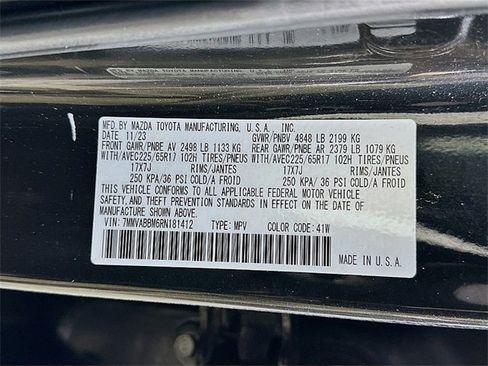 MFD. BY MAZDA TOYOTA MANUFACTURING, U.S.A., INC.
11/23 GVWR/PNBV 4848 LB 2199 KG
FRONT GAWR/PNBE AV 2498 LB 1133 KG REAR GAWR/PNBE AR 2379 LB 1079 KG
WITH/AVEC225/65R17 102H TIRES/PNEUS WITH/AVEC225/65R17 102H TIRES/PNEUS
17X7J RIMS/JANTES 17X7J RIMS/JANTES
250 KPA/36 PSI COLD/A FROID 250 KPA/ 36 PSI COLD/A FROID
THIS VEHICLE CONFORMS TO ALL APPLICABLE FEDERAL MOTOR VEHICLE
SAFETY, AND THEFT PREVENTION STANDARDS IN EFFECT ON THE DATE
OF MANUFACTURE SHOWN ABOVE.
VIN: 7MMVABBM6RN181412 TYPE: MPV COLOR CODE: 41W
MADE IN U.S.A.